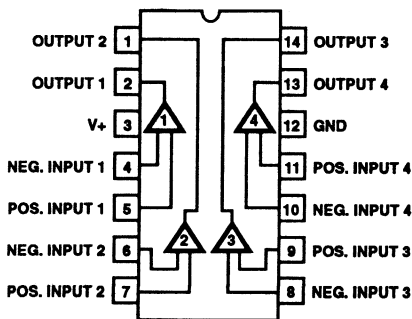 OUTPUT 2 1
OUTPUT 1 2
V+ 3
NEG. INPUT 1 4
POS. INPUT 1 5
NEG. INPUT 2 6
POS. INPUT 2 7
1
2
4
3
14 OUTPUT 3
13 OUTPUT 4
12 GND
11 POS. INPUT 4
10 NEG. INPUT 4
9 POS. INPUT 3
8 NEG. INPUT 3